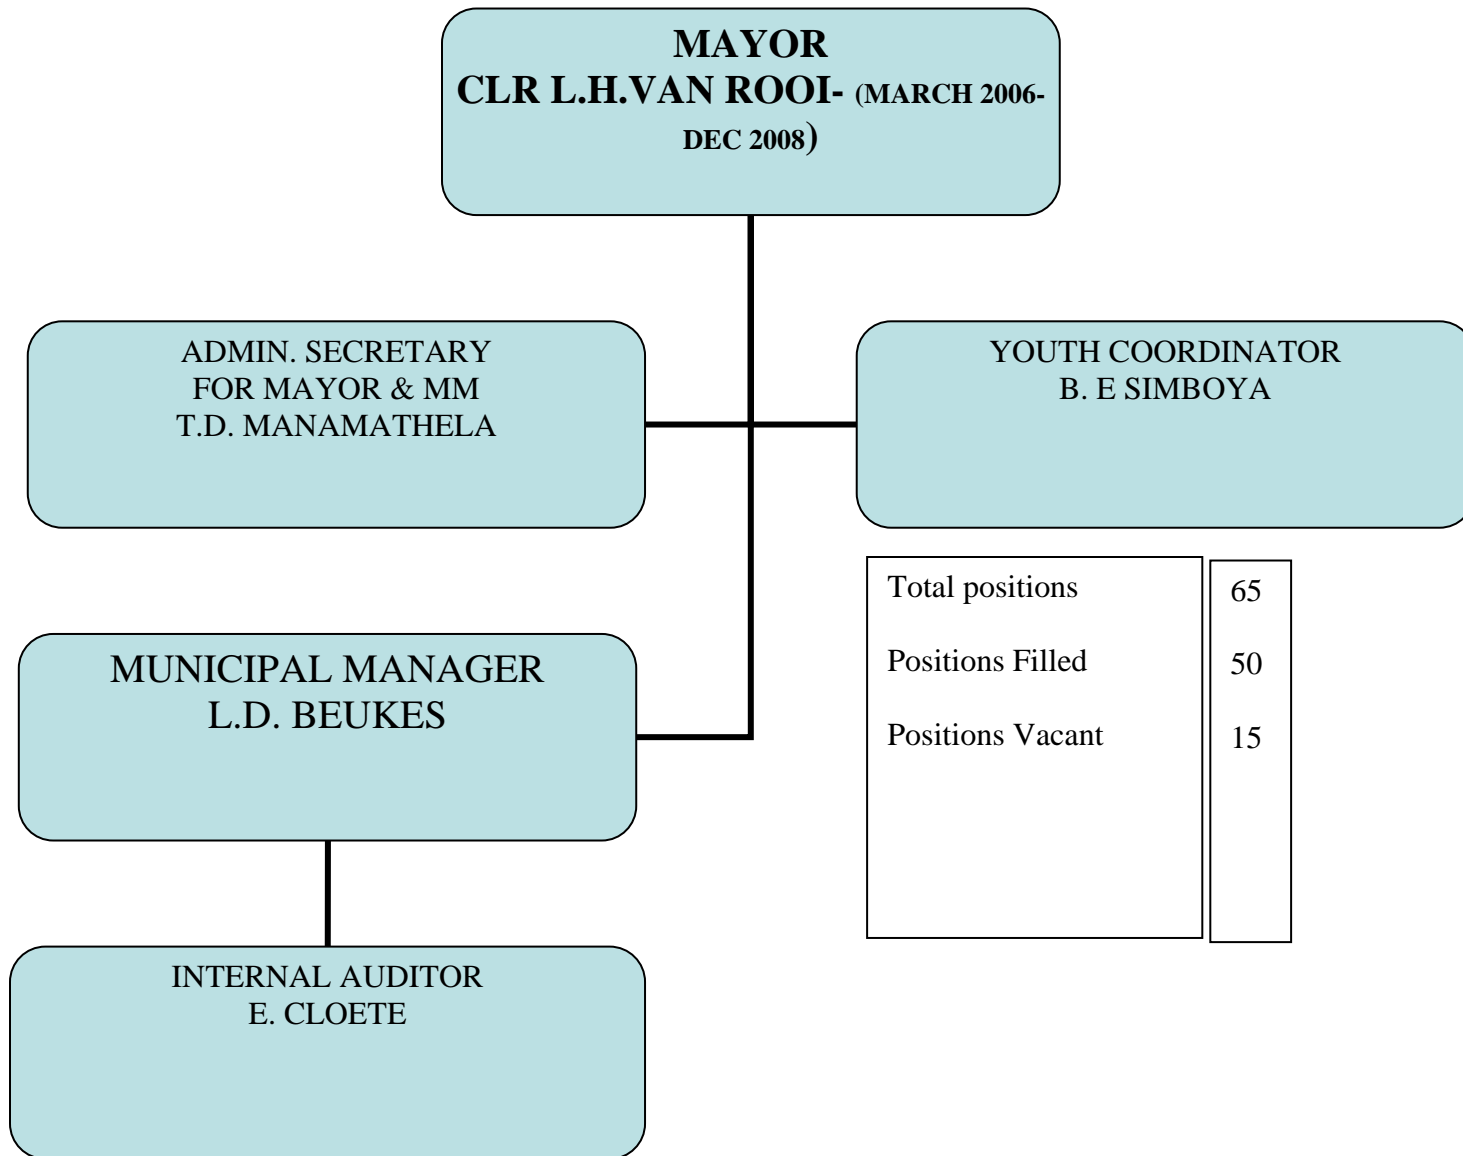 MAYOR
CLR L.H.VAN ROOI- (MARCH 2006-
DEC 2008)
ADMIN. SECRETARY
FOR MAYOR & MM
T.D. MANAMATHELA
YOUTH COORDINATOR
B. E SIMBOYA
Total positions 65
Positions Filled 50
Positions Vacant 15
MUNICIPAL MANAGER
L.D. BEUKES
INTERNAL AUDITOR
E. CLOETE